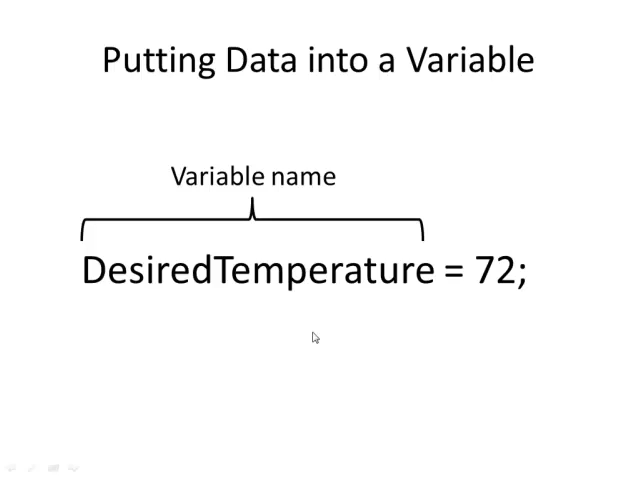 Putting Data into a Variable
Variable name
DesiredTemperature = 72;